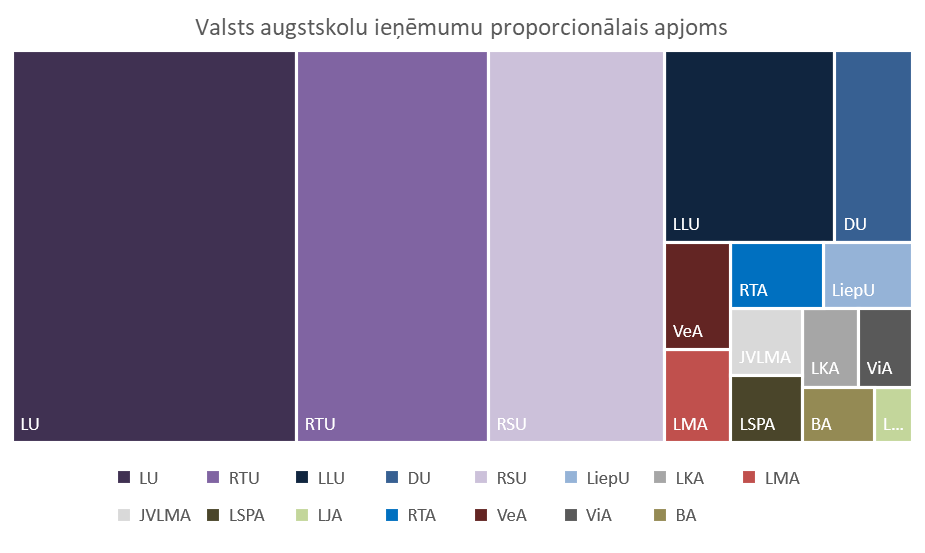 Valsts augstskolu ieņēmumu proporcionālais apjoms
LLU
DU
RTA
LiepU
VeA
JVLMA
LKA
ViA
LU
RTU
RSU
LMA
LSPA
BA
L...
LU RTU LLU DU RSU LiepU LKA LMA
JVLMA LSPA LJA RTA VeA ViA BA